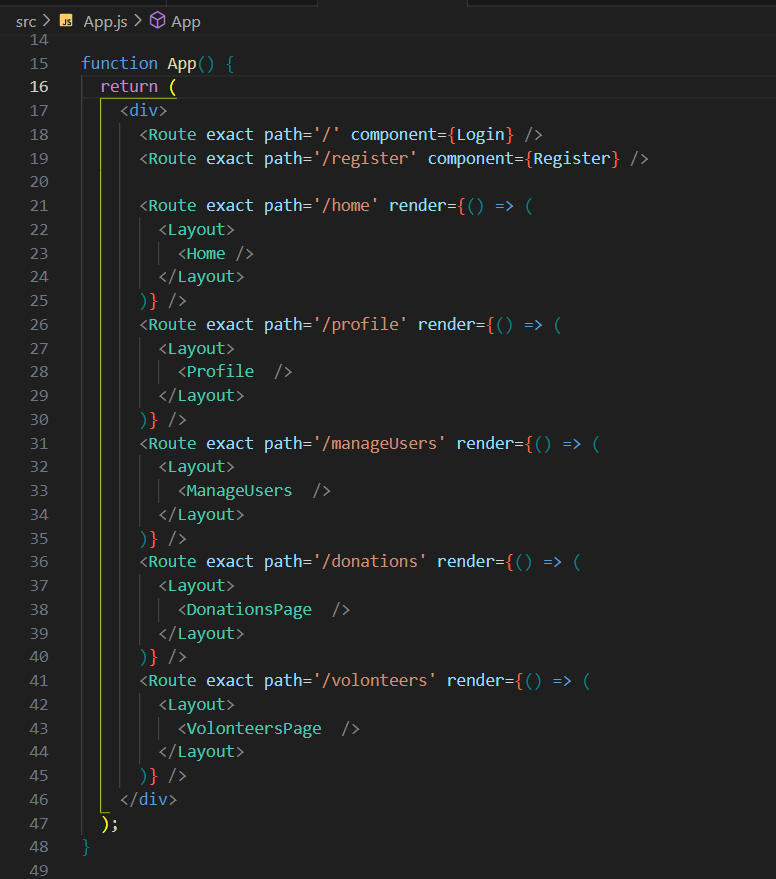 src > JS App.js > App
14
15 function App() {
16   return (
17     <div>
18       <Route exact path='/' component={Login} />
19       <Route exact path='/register' component={Register} />
20
21       <Route exact path='/home' render={() => (
22         <Layout>
23           <Home />
24         </Layout>
25       )} />
26       <Route exact path='/profile' render={() => (
27         <Layout>
28           <Profile  />
29         </Layout>
30       )} />
31       <Route exact path='/manageUsers' render={() => (
32         <Layout>
33           <ManageUsers  />
34         </Layout>
35       )} />
36       <Route exact path='/donations' render={() => (
37         <Layout>
38           <DonationsPage  />
39         </Layout>
40       )} />
41       <Route exact path='/volonteers' render={() => (
42         <Layout>
43           <VolonteersPage  />
44         </Layout>
45       )} />
46     </div>
47   );
48 }
49